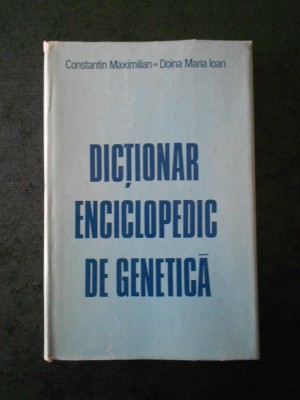 Constantin Maximilian - Doina Maria Ioan
DICȚIONAR
ENCICLOPEDIC
DE GENETICĂ